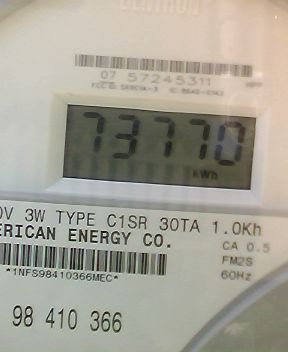 CENTRON
07 57245311
73770
kWh
0V 3W TYPE C1SR 30TA 1.0Kh
ERICAN ENERGY CO.
CA 0.5
*1NFS98410366MEC*
FM2S
60Hz
98 410 366